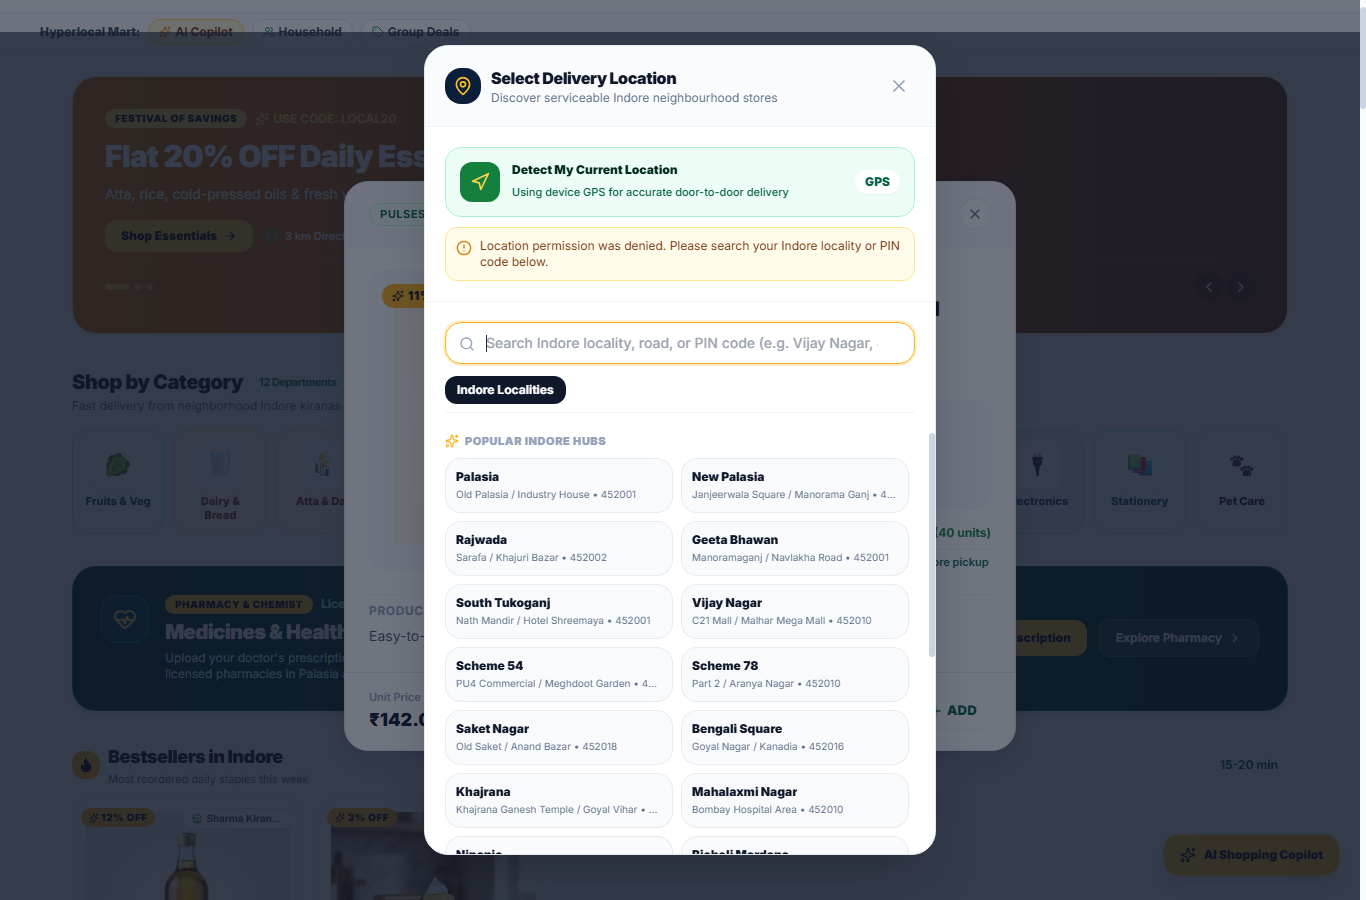 Hyperlocal Mart:
AI Copilot
Household
Group Deals
Select Delivery Location
Discover serviceable Indore neighbourhood stores
FESTIVAL OF SAVINGS
USE CODE: LOCAL20
Flat 20% OFF Daily Ess
Atta, rice, cold-pressed oils & fresh
Shop Essentials
3 km Direc
Detect My Current Location
Using device GPS for accurate door-to-door delivery
GPS
PULSES
Location permission was denied. Please search your Indore locality or PIN
code below.
11%
Search Indore locality, road, or PIN code (e.g. Vijay Nagar,
Indore Localities
Shop by Category
12 Departments
Fast delivery from neighborhood Indore kiranas
POPULAR INDORE HUBS
Palasia
Old Palasia / Industry House • 452001
New Palasia
Janjeerwala Square / Manorama Ganj • 4...
Rajwada
Sarafa / Khajuri Bazar • 452002
Geeta Bhawan
Manoramaganj / Navlakha Road • 452001
South Tukoganj
Nath Mandir / Hotel Shreemaya • 452001
Vijay Nagar
C21 Mall / Malhar Mega Mall • 452010
Scheme 54
PU4 Commercial / Meghdoot Garden • 4...
Scheme 78
Part 2 / Aranya Nagar • 452010
Saket Nagar
Old Saket / Anand Bazar • 452018
Bengali Square
Goyal Nagar / Kanadia • 452016
Khajrana
Khajrana Ganesh Temple / Goyal Vihar • ...
Mahalaxmi Nagar
Bombay Hospital Area • 452010
Fruits & Veg
Dairy &
Bread
Atta & Da
ectronics
Stationery
Pet Care
(40 units)
ore pickup
PHARMACY & CHEMIST
Lice
Medicines & Health
Upload your doctor's prescripti
licensed pharmacies in Palasia
scription
Explore Pharmacy
PRODUC
Easy-to-
Unit Price
₹142.0
ADD
Bestsellers in Indore
Most reordered daily staples this week
15-20 min
12% OFF
Sharma Kiran...
3% OFF
AI Shopping Copilot